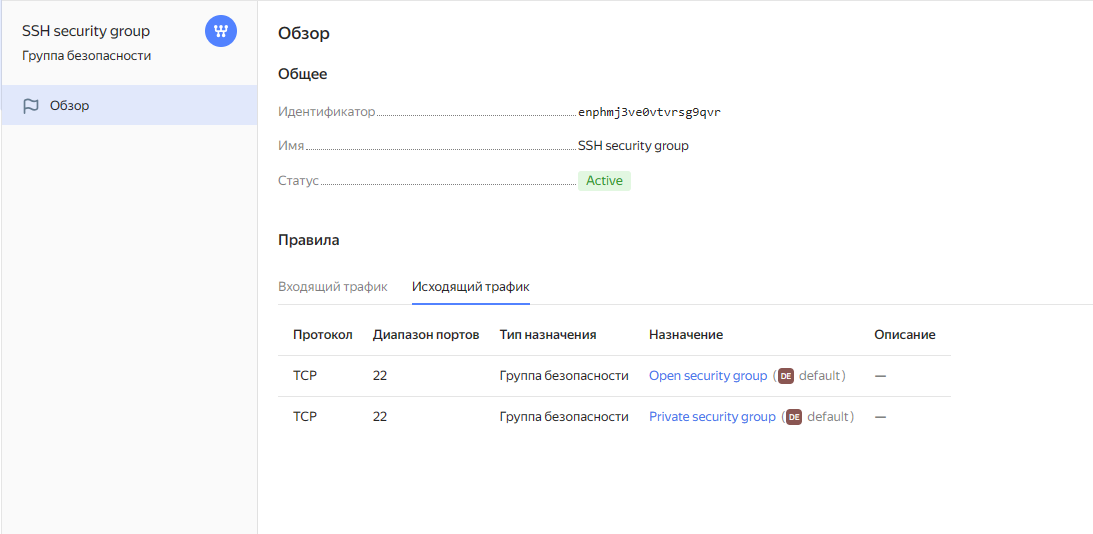 SSH security group
Группа безопасности
Обзор
Обзор
Общее
Идентификатор enphmj3ve0vtvrsg9qvr
Имя SSH security group
Статус Active
Правила
Входящий трафик Исходящий трафик
Протокол Диапазон портов Тип назначения Назначение Описание
TCP 22 Группа безопасности Open security group (DE default) —
TCP 22 Группа безопасности Private security group (DE default) —